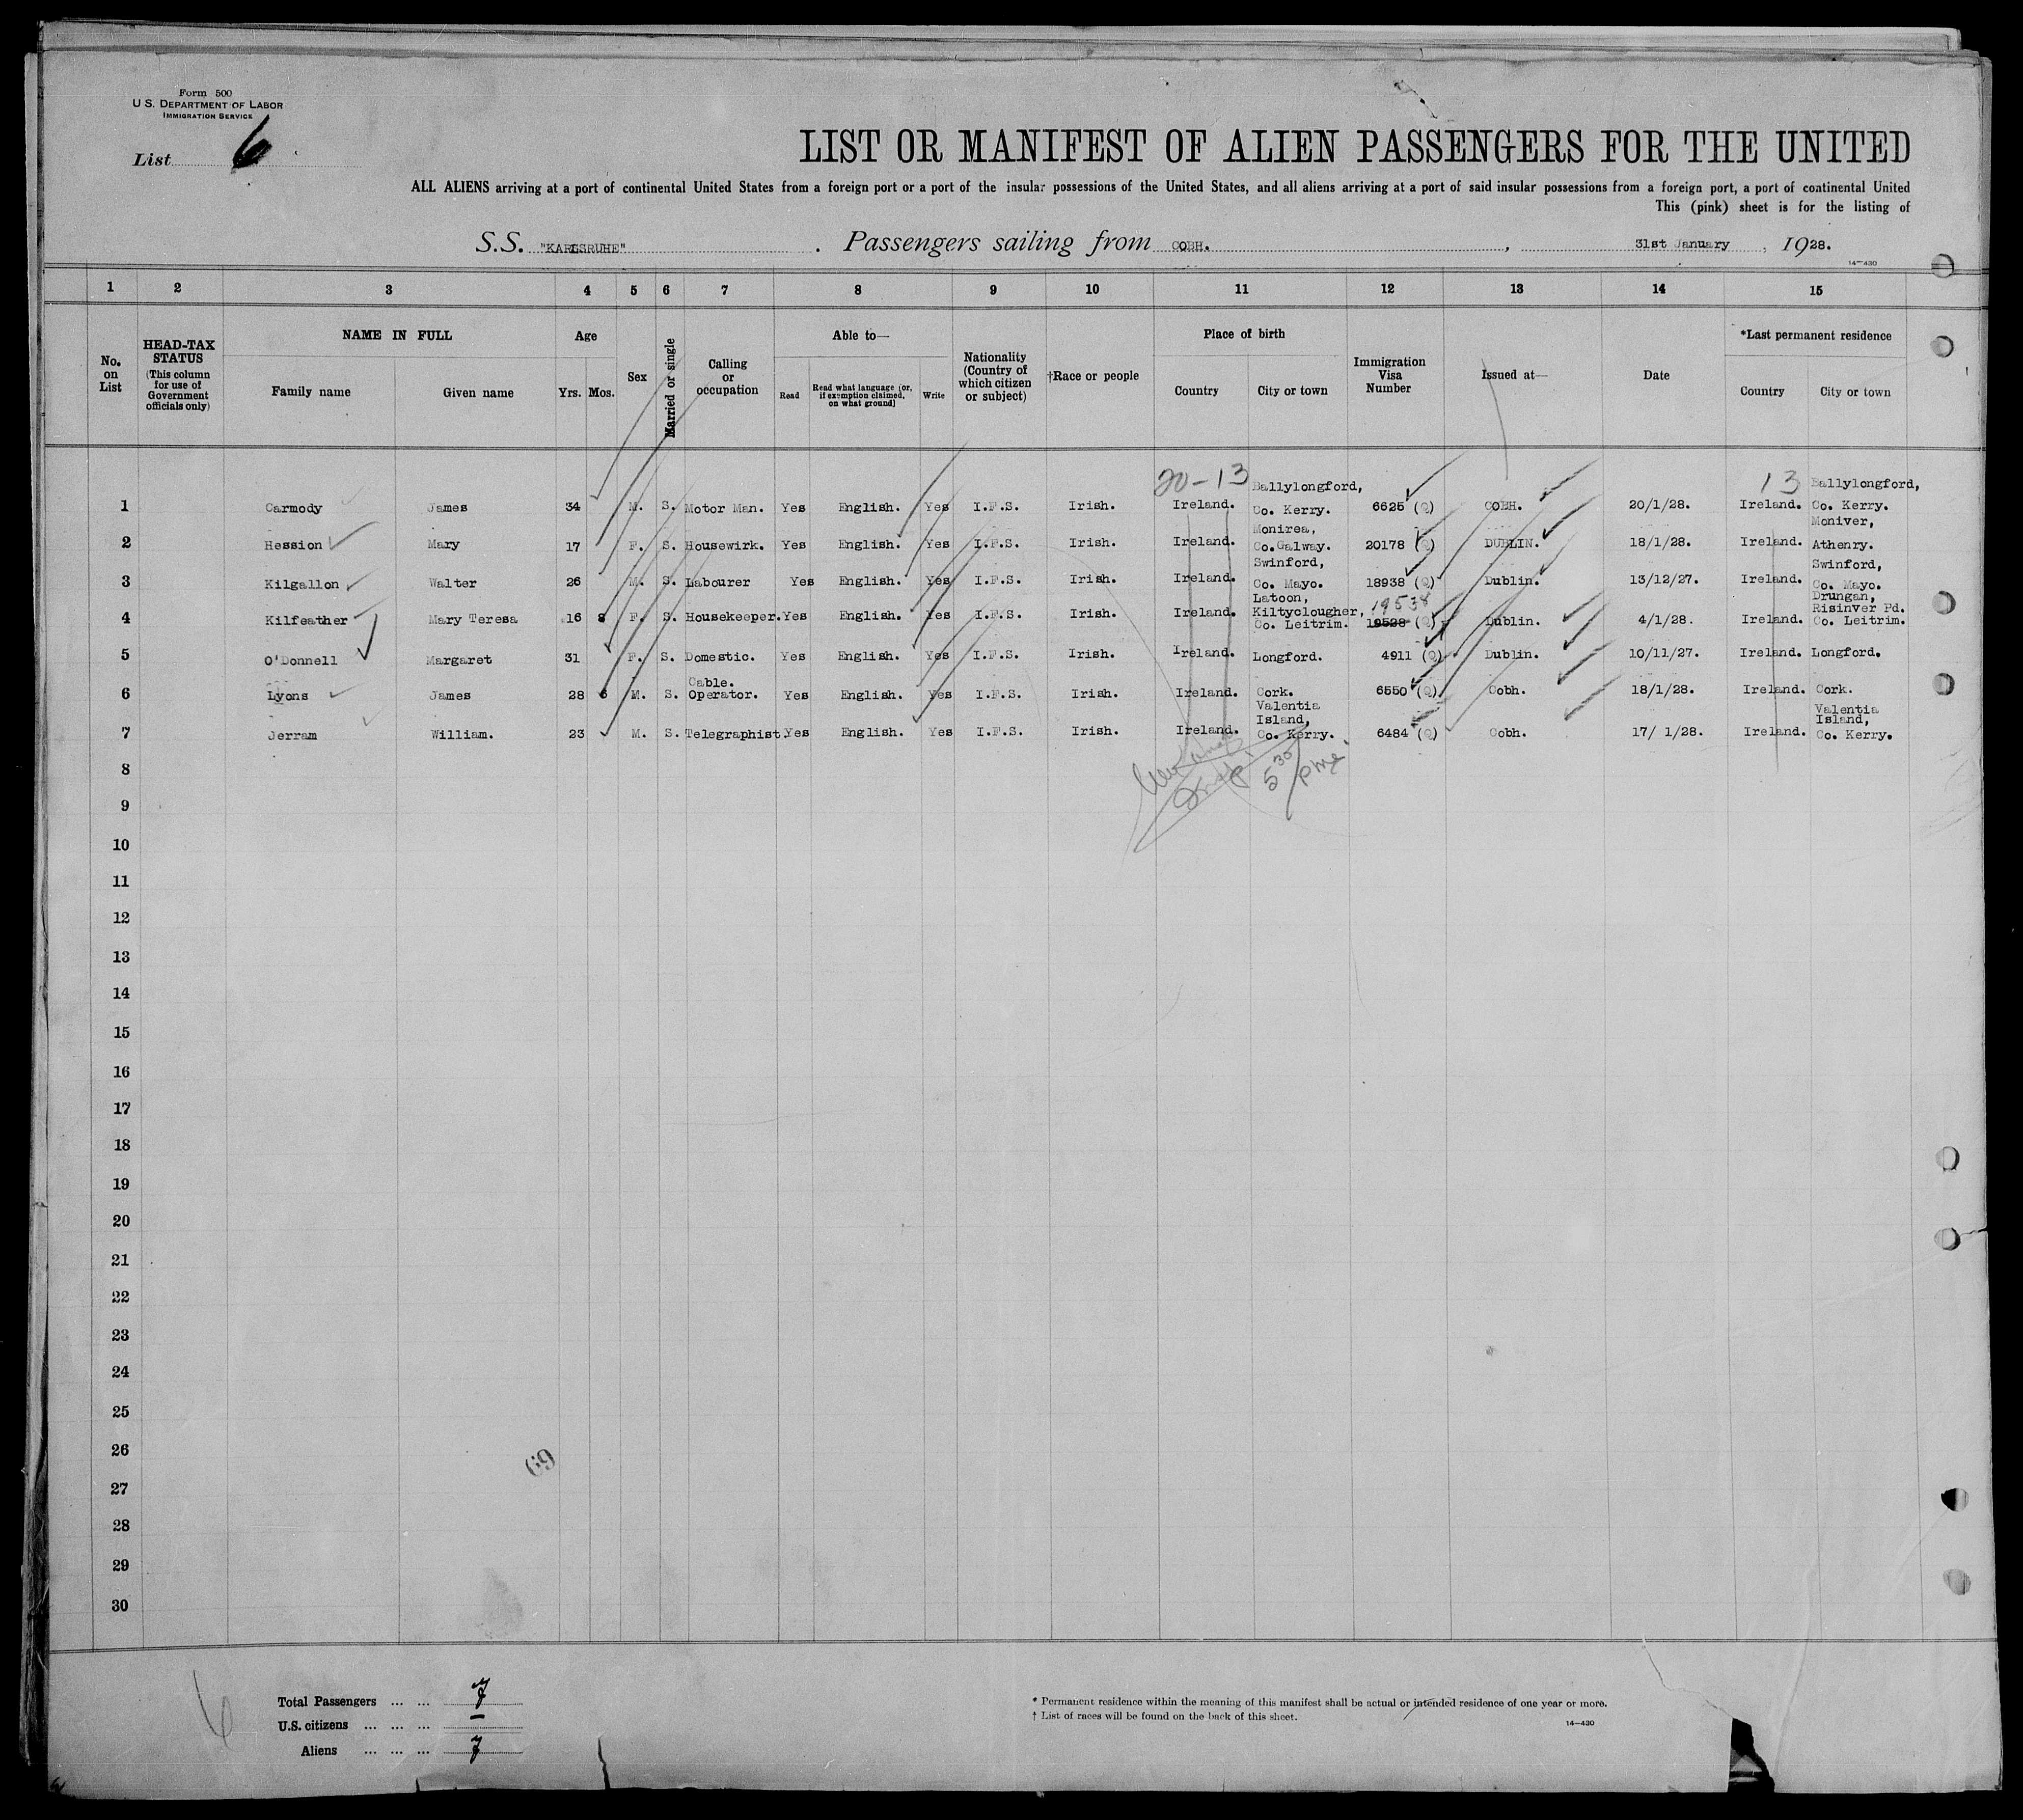 Form 500
U.S. DEPARTMENT OF LABOR
IMMIGRATION SERVICE
List 6
LIST OR MANIFEST OF ALIEN PASSENGERS FOR THE UNITED
ALL ALIENS arriving at a port of continental United States from a foreign port or a port of the insular possessions of the United States, and all aliens arriving at a port of said insular possessions from a foreign port, a port of continental United
This (pink) sheet is for the listing of
S.S. "KARLSRUHE" . Passengers sailing from COBH. , 31st January , 1928.
14—430
1 2 3 4 5 6 7 8 9 10 11 12 13 14 15
No. on List
HEAD-TAX STATUS (This column for use of Government officials only)
NAME IN FULL
Family name Given name
Age
Yrs. Mos.
Sex
Married or single
Calling or occupation
Able to—
Read Read what language (or, if exemption claimed, on what ground) Write
Nationality (Country of which citizen or subject)
†Race or people
Place of birth
Country City or town
Immigration Visa Number
Issued at—
Date
*Last permanent residence
Country City or town
20-13 13
1 Carmody James 34 M. S. Motor Man. Yes English. Yes I.F.S. Irish. Ireland. Ballylongford, Co. Kerry. 6625 (Q) COBH. 20/1/28. Ireland. Ballylongford, Co. Kerry.
2 Hession Mary 17 F. S. Housewirk. Yes English. Yes I.F.S. Irish. Ireland. Monirea, Co.Galway. 20178 (Q) DUBLIN. 18/1/28. Ireland. Moniver, Athenry.
3 Kilgallon Walter 26 M. S. Labourer Yes English. Yes I.F.S. Irish. Ireland. Swinford, Co. Mayo. 18938 (Q) Dublin. 13/12/27. Ireland. Swinford, Co. Mayo.
4 Kilfeather Mary Teresa 16 8 F. S. Housekeeper. Yes English. Yes I.F.S. Irish. Ireland. Latoon, Kiltyclougher, Co. Leitrim. 19538 19528 (Q) Dublin. 4/1/28. Ireland. Drungan, Risinver Pd. Co. Leitrim.
5 O'Donnell Margaret 31 F. S. Domestic. Yes English. Yes I.F.S. Irish. Ireland. Longford. 4911 (Q) Dublin. 10/11/27. Ireland. Longford.
6 Lyons James 28 6 M. S. Cable. Operator. Yes English. Yes I.F.S. Irish. Ireland. Cork. 6550 (Q) Cobh. 18/1/28. Ireland. Cork.
7 Jerram William. 23 M. S. Telegraphist. Yes English. Yes I.F.S. Irish. Ireland. Valentia Island, Co. Kerry. 6484 (Q) Cobh. 17/ 1/28. Ireland. Valentia Island, Co. Kerry.
5 30 pm
8
9
10
11
12
13
14
15
16
17
18
19
20
21
22
23
24
25
26
27
28
29
30
69
6
Total Passengers ... ... 7
U.S. citizens ... ... ... —
Aliens ... ... ... 7
* Permanent residence within the meaning of this manifest shall be actual or intended residence of one year or more.
† List of races will be found on the back of this sheet.
14—430